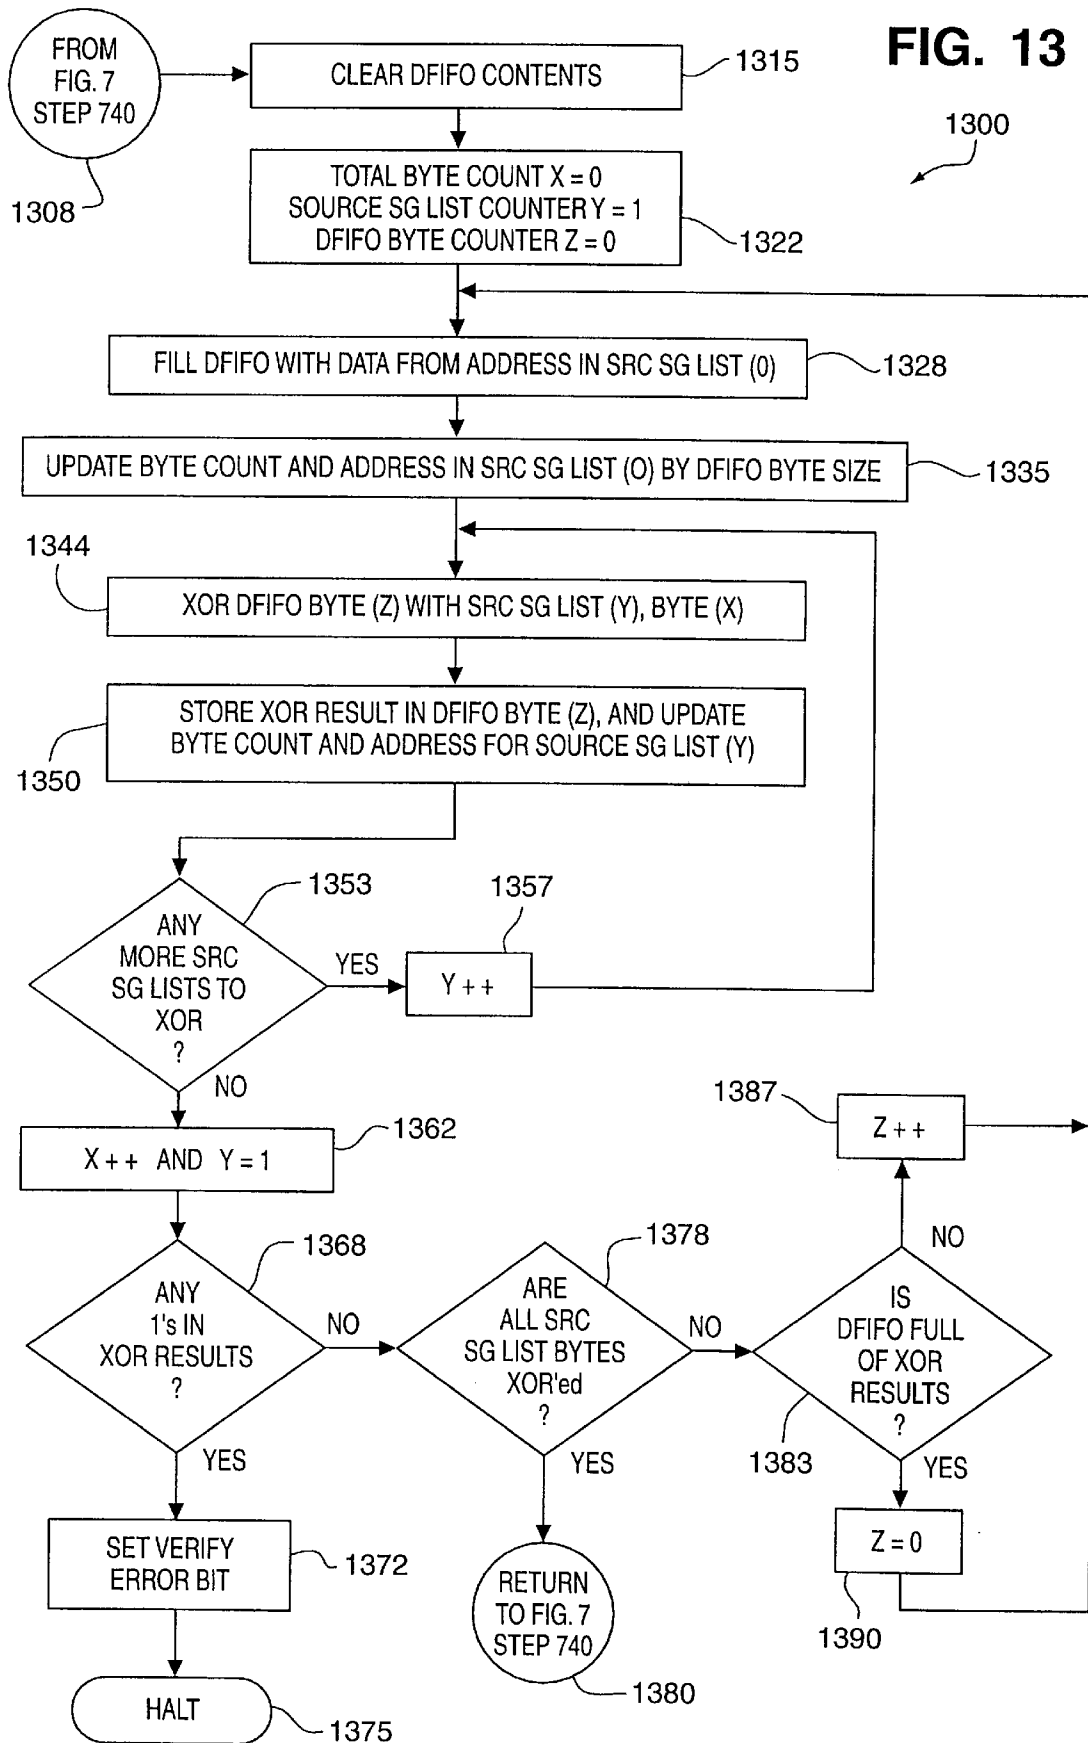 FIG. 13
FROM
FIG. 7
STEP 740
1308
CLEAR DFIFO CONTENTS
1315
1300
TOTAL BYTE COUNT X = 0
SOURCE SG LIST COUNTER Y = 1
DFIFO BYTE COUNTER Z = 0
1322
FILL DFIFO WITH DATA FROM ADDRESS IN SRC SG LIST (0)
1328
UPDATE BYTE COUNT AND ADDRESS IN SRC SG LIST (O) BY DFIFO BYTE SIZE
1335
1344
XOR DFIFO BYTE (Z) WITH SRC SG LIST (Y), BYTE (X)
STORE XOR RESULT IN DFIFO BYTE (Z), AND UPDATE
BYTE COUNT AND ADDRESS FOR SOURCE SG LIST (Y)
1350
ANY
MORE SRC
SG LISTS TO
XOR
?
1353
YES
1357
Y + +
NO
X + + AND Y = 1
1362
ANY
1's IN
XOR RESULTS
?
1368
NO
YES
SET VERIFY
ERROR BIT
1372
HALT
1375
ARE
ALL SRC
SG LIST BYTES
XOR'ed
?
1378
NO
YES
RETURN
TO FIG. 7
STEP 740
1380
1387
Z + +
NO
IS
DFIFO FULL
OF XOR
RESULTS
?
1383
YES
Z = 0
1390